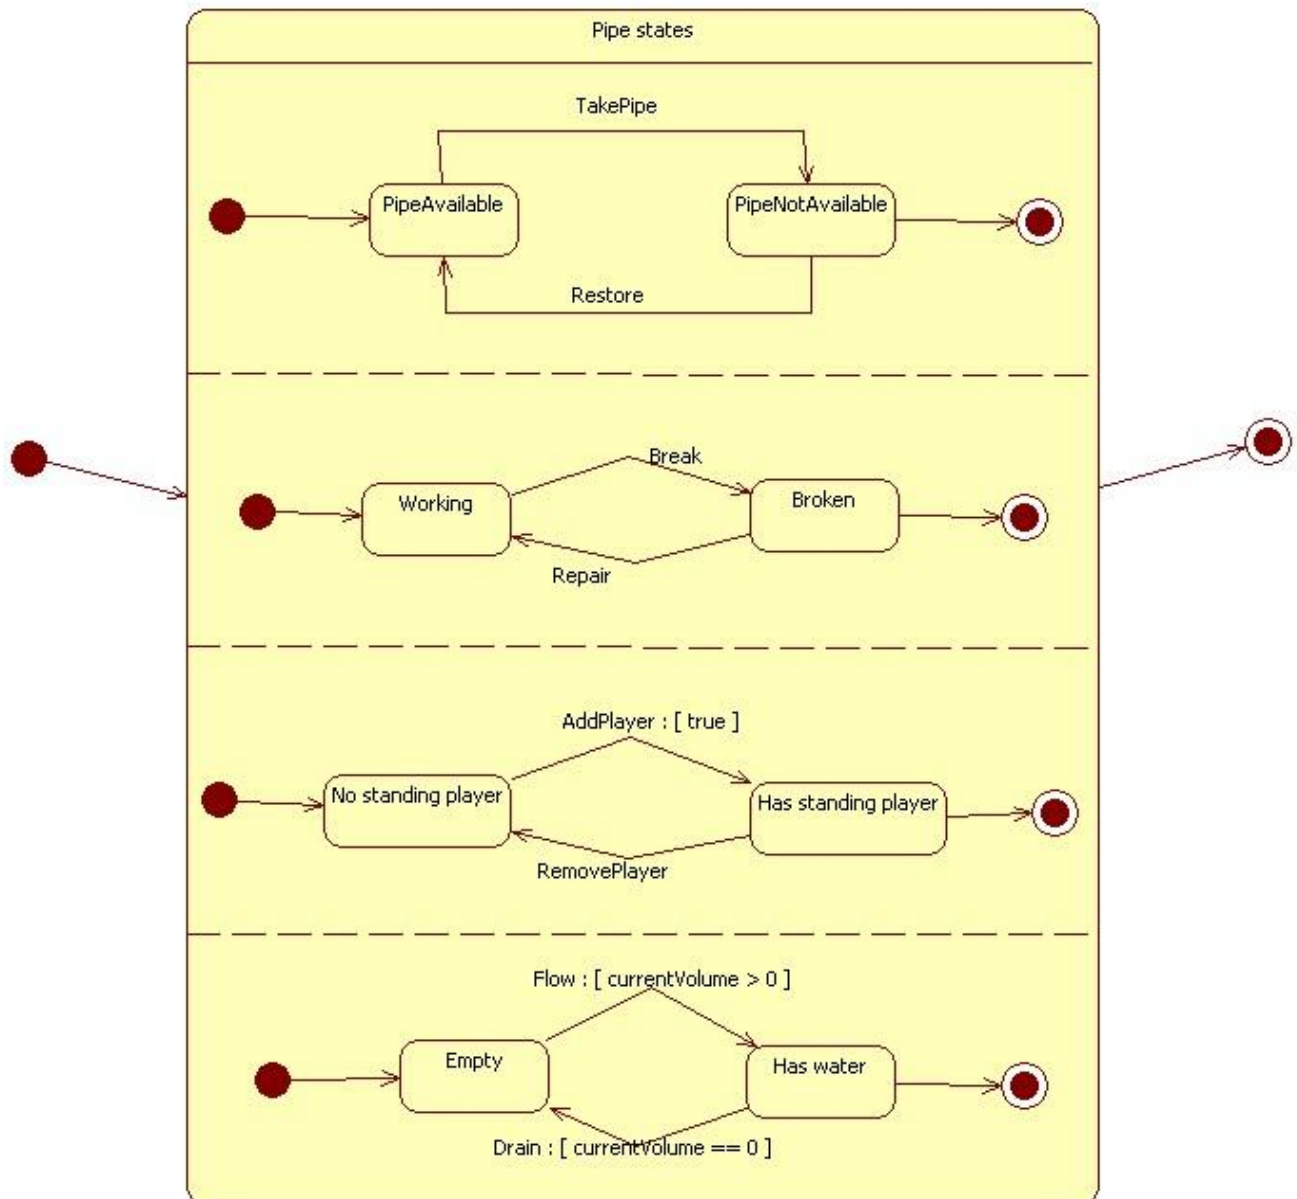 Pipe states
TakePipe
PipeAvailable
PipeNotAvailable
Restore
Break
Working
Broken
Repair
AddPlayer : [ true ]
No standing player
Has standing player
RemovePlayer
Flow : [ currentVolume > 0 ]
Empty
Has water
Drain : [ currentVolume == 0 ]